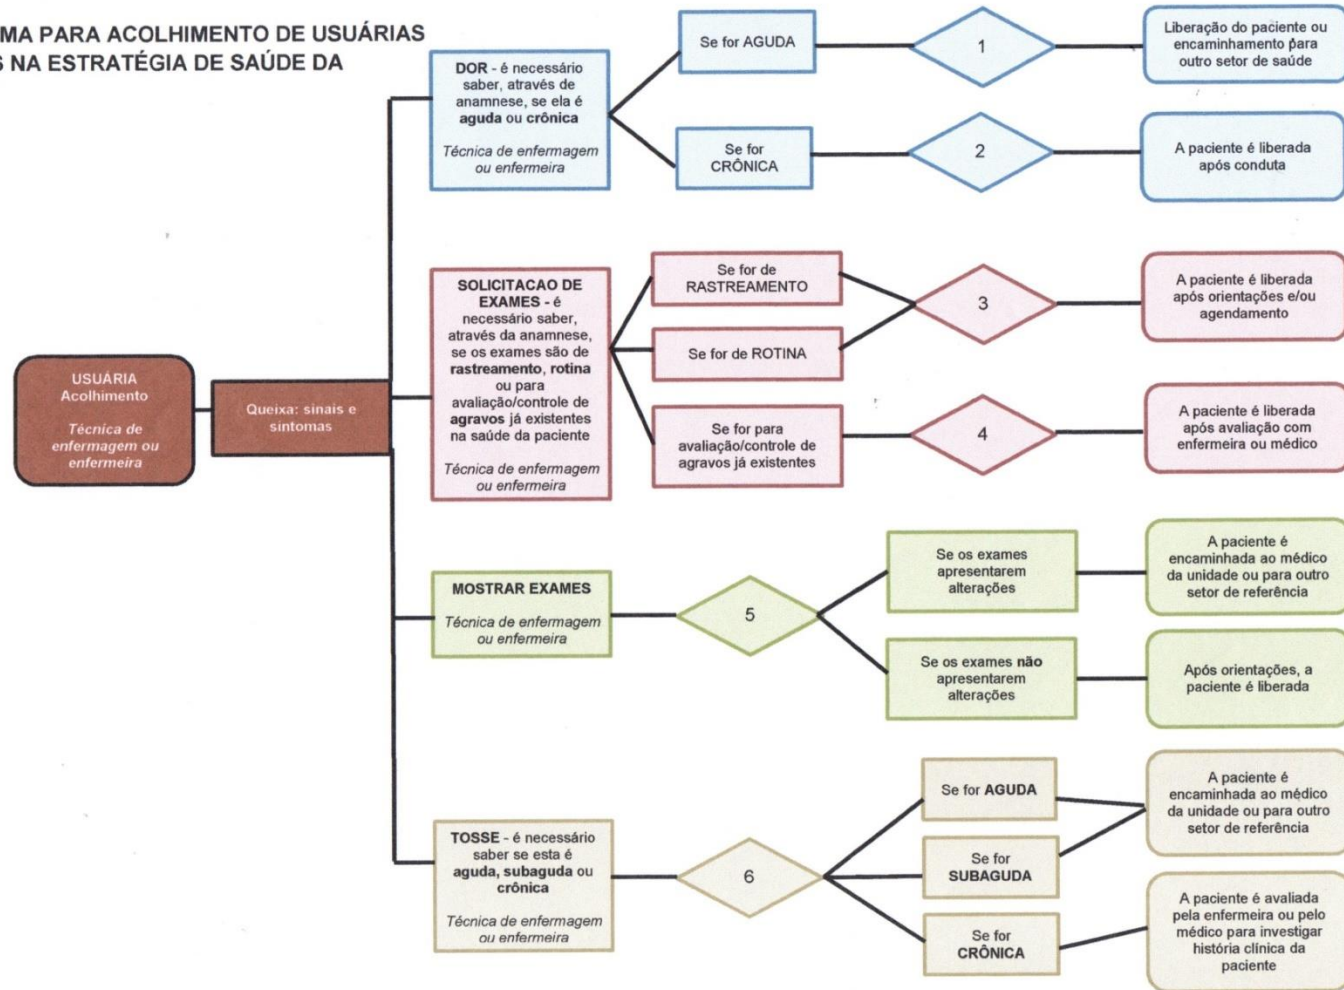 MA PARA ACOLHIMENTO DE USUÁRIAS
S NA ESTRATÉGIA DE SAÚDE DA
USUÁRIA
Acolhimento
Técnica de
enfermagem ou
enfermeira
Queixa: sinais e
sintomas
DOR - é necessário
saber, através de
anamnese, se ela é
aguda ou crônica
Técnica de enfermagem
ou enfermeira
Se for AGUDA
1
Liberação do paciente ou
encaminhamento para
outro setor de saúde
Se for
CRÔNICA
2
A paciente é liberada
após conduta
SOLICITACAO DE
EXAMES - é
necessário saber,
através da anamnese,
se os exames são de
rastreamento, rotina
ou para
avaliação/controle de
agravos já existentes
na saúde da paciente
Técnica de enfermagem
ou enfermeira
Se for de
RASTREAMENTO
Se for de ROTINA
3
A paciente é liberada
após orientações e/ou
agendamento
Se for para
avaliação/controle de
agravos já existentes
4
A paciente é liberada
após avaliação com
enfermeira ou médico
MOSTRAR EXAMES
Técnica de enfermagem
ou enfermeira
5
Se os exames
apresentarem
alterações
A paciente é
encaminhada ao médico
da unidade ou para outro
setor de referência
Se os exames não
apresentarem
alterações
Após orientações, a
paciente é liberada
TOSSE - é necessário
saber se esta é
aguda, subaguda ou
crônica
Técnica de enfermagem
ou enfermeira
6
Se for AGUDA
Se for
SUBAGUDA
A paciente é
encaminhada ao médico
da unidade ou para outro
setor de referência
Se for
CRÔNICA
A paciente é avaliada
pela enfermeira ou pelo
médico para investigar
história clínica da
paciente